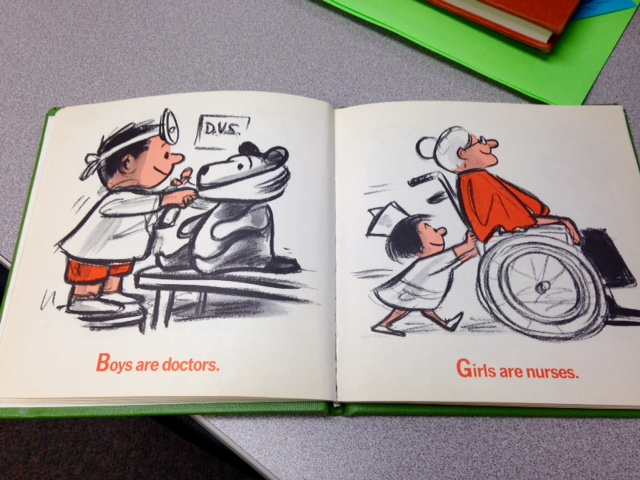 D.V.S.
Boys are doctors.
Girls are nurses.